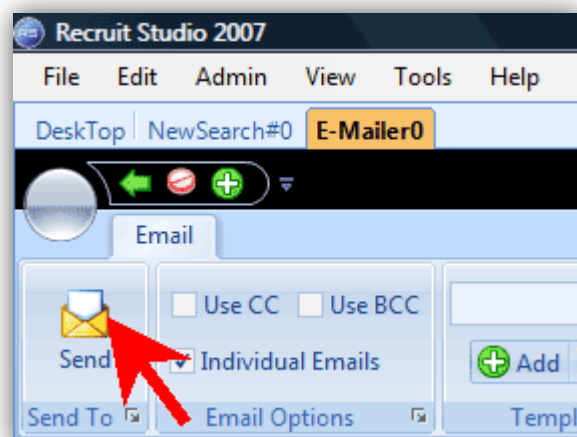 Recruit Studio 2007
File Edit Admin View Tools Help
DeskTop NewSearch#0 E-Mailer0
Email
Use CC Use BCC
Send Individual Emails Add
Send To Email Options Templ